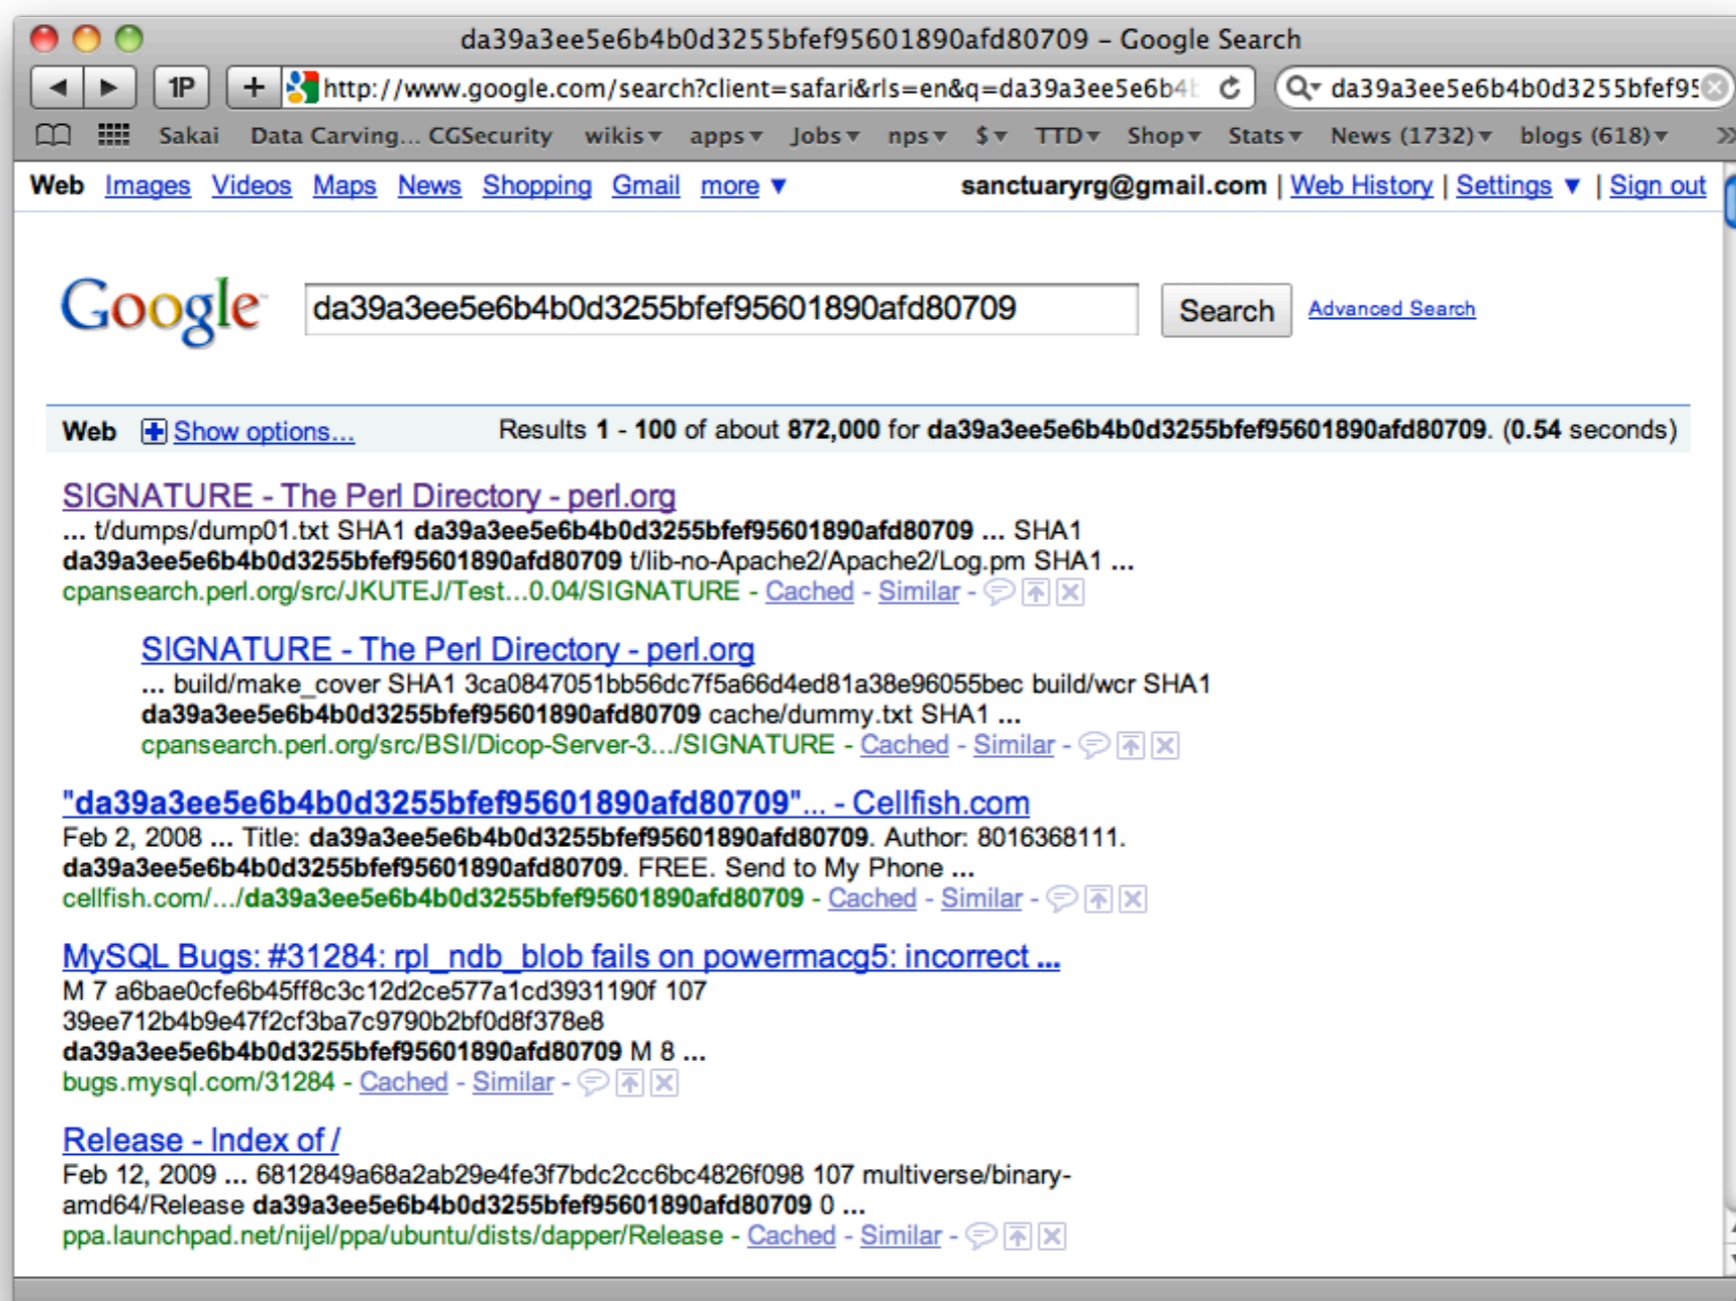 da39a3ee5e6b4b0d3255bfef95601890afd80709 – Google Search
1P + http://www.google.com/search?client=safari&rls=en&q=da39a3ee5e6b4b da39a3ee5e6b4b0d3255bfef95
Sakai Data Carving... CGSecurity wikis apps Jobs nps $ TTD Shop Stats News (1732) blogs (618) »
Web Images Videos Maps News Shopping Gmail more ▼ sanctuaryrg@gmail.com | Web History | Settings ▼ | Sign out
Google da39a3ee5e6b4b0d3255bfef95601890afd80709 Search Advanced Search
Web Show options... Results 1 - 100 of about 872,000 for da39a3ee5e6b4b0d3255bfef95601890afd80709. (0.54 seconds)
SIGNATURE - The Perl Directory - perl.org
... t/dumps/dump01.txt SHA1 da39a3ee5e6b4b0d3255bfef95601890afd80709 ... SHA1
da39a3ee5e6b4b0d3255bfef95601890afd80709 t/lib-no-Apache2/Apache2/Log.pm SHA1 ...
cpansearch.perl.org/src/JKUTEJ/Test...0.04/SIGNATURE - Cached - Similar -
SIGNATURE - The Perl Directory - perl.org
... build/make_cover SHA1 3ca0847051bb56dc7f5a66d4ed81a38e96055bec build/wcr SHA1
da39a3ee5e6b4b0d3255bfef95601890afd80709 cache/dummy.txt SHA1 ...
cpansearch.perl.org/src/BSI/Dicop-Server-3.../SIGNATURE - Cached - Similar -
"da39a3ee5e6b4b0d3255bfef95601890afd80709"... - Cellfish.com
Feb 2, 2008 ... Title: da39a3ee5e6b4b0d3255bfef95601890afd80709. Author: 8016368111.
da39a3ee5e6b4b0d3255bfef95601890afd80709. FREE. Send to My Phone ...
cellfish.com/.../da39a3ee5e6b4b0d3255bfef95601890afd80709 - Cached - Similar -
MySQL Bugs: #31284: rpl_ndb_blob fails on powermacg5: incorrect ...
M 7 a6bae0cfe6b45ff8c3c12d2ce577a1cd3931190f 107
39ee712b4b9e47f2cf3ba7c9790b2bf0d8f378e8
da39a3ee5e6b4b0d3255bfef95601890afd80709 M 8 ...
bugs.mysql.com/31284 - Cached - Similar -
Release - Index of /
Feb 12, 2009 ... 6812849a68a2ab29e4fe3f7bdc2cc6bc4826f098 107 multiverse/binary-
amd64/Release da39a3ee5e6b4b0d3255bfef95601890afd80709 0 ...
ppa.launchpad.net/nijel/ppa/ubuntu/dists/dapper/Release - Cached - Similar -